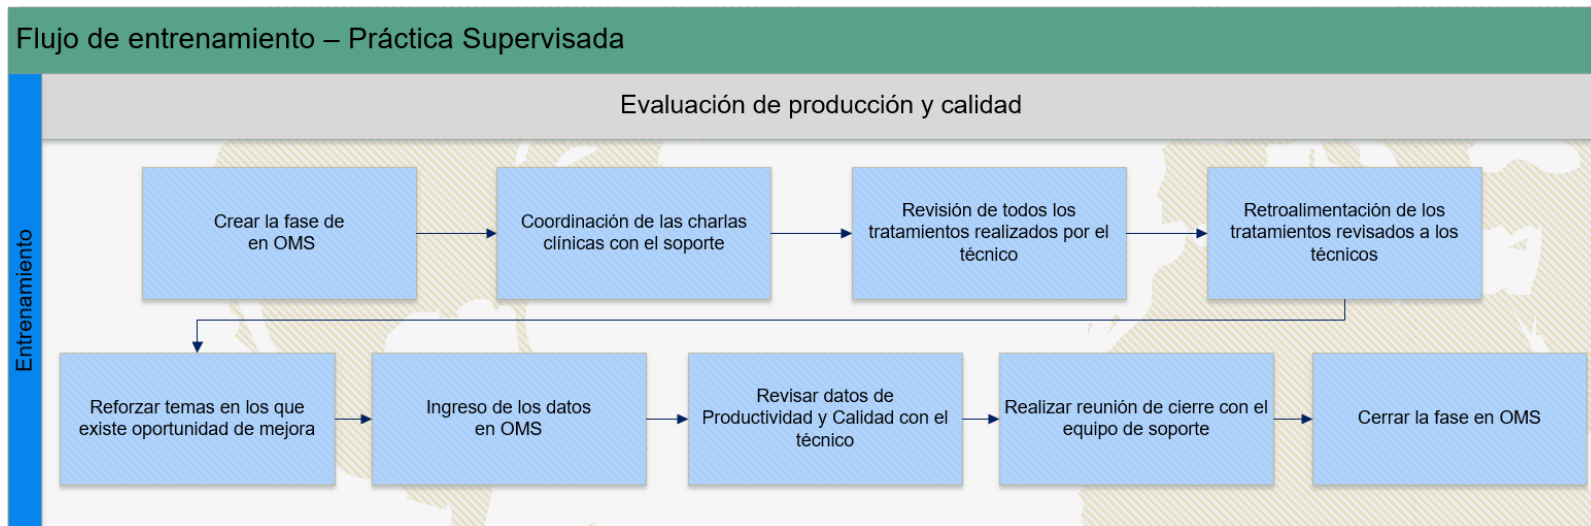 Flujo de entrenamiento – Práctica Supervisada
Evaluación de producción y calidad
Entrenamiento
Crear la fase de
en OMS
Coordinación de las charlas
clínicas con el soporte
Revisión de todos los
tratamientos realizados por el
técnico
Retroalimentación de los
tratamientos revisados a los
técnicos
Reforzar temas en los que
existe oportunidad de mejora
Ingreso de los datos
en OMS
Revisar datos de
Productividad y Calidad con el
técnico
Realizar reunión de cierre con el
equipo de soporte
Cerrar la fase en OMS